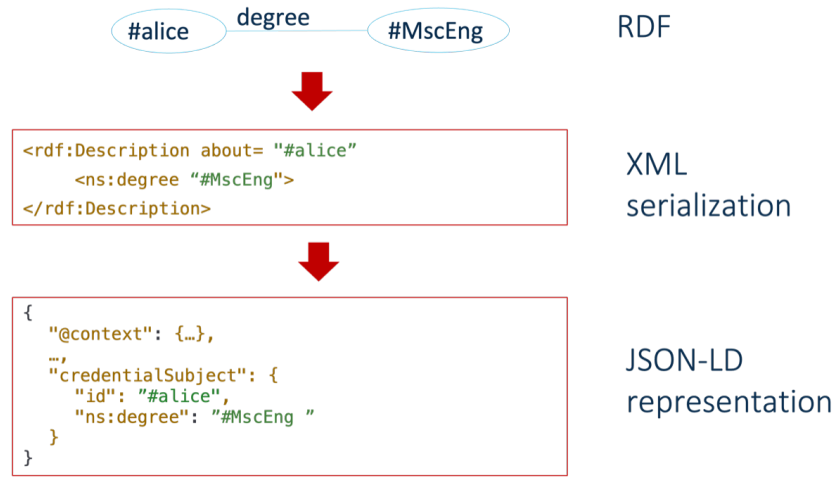 #alice degree #MscEng RDF
<rdf:Description about= "#alice”
<ns:degree “#MscEng">
</rdf:Description>
XML
serialization
{
"@context": {…},
…,
"credentialSubject": {
"id": ”#alice",
"ns:degree": ”#MscEng ”
}
}
JSON-LD
representation